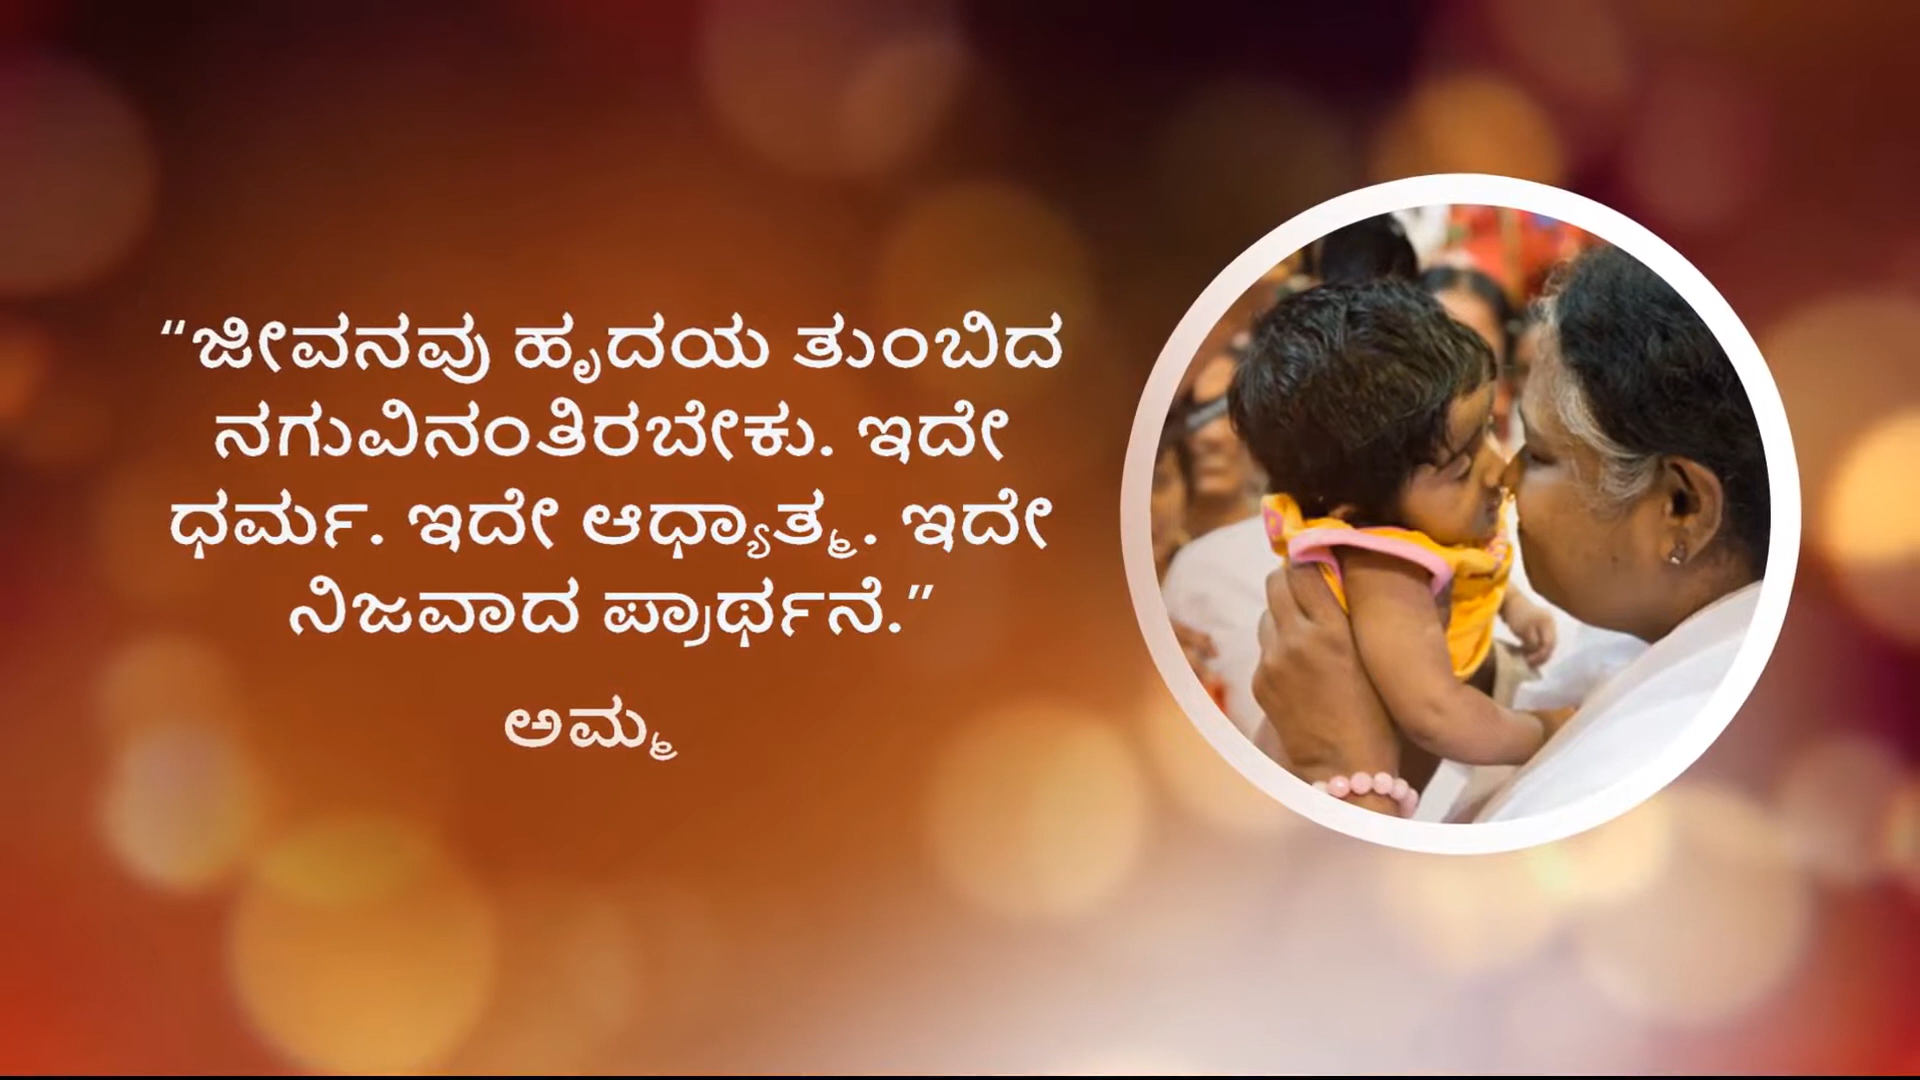 “ಜೀವನವು ಹೃದಯ ತುಂಬಿದ
ನಗುವಿನಂತಿರಬೇಕು. ಇದೇ
ಧರ್ಮ. ಇದೇ ಆಧ್ಯಾತ್ಮ. ಇದೇ
ನಿಜವಾದ ಪ್ರಾರ್ಥನೆ.”
ಅಮ್ಮ